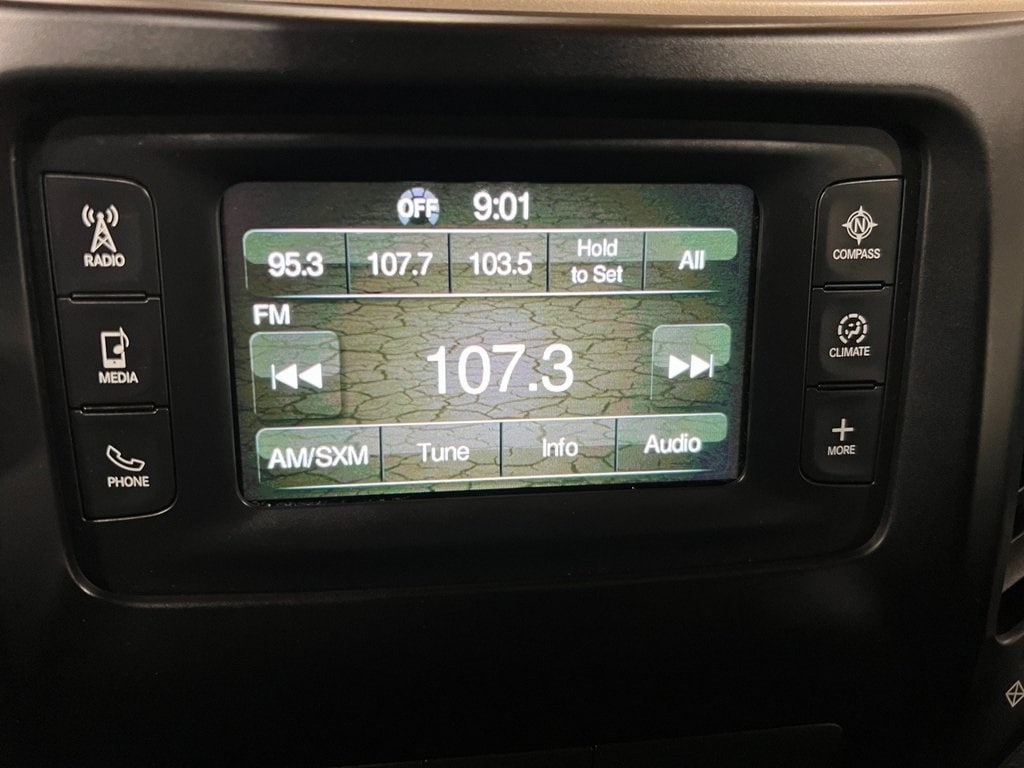 OFF 9:01
95.3 107.7 103.5 Hold to Set All
FM
107.3
AM/SXM Tune Info Audio
RADIO
MEDIA
PHONE
N
COMPASS
CLIMATE
+
MORE